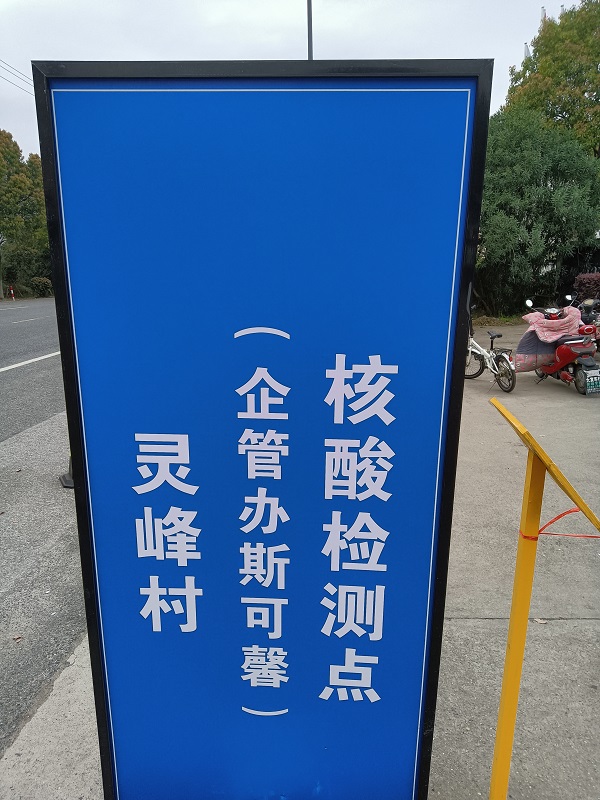 核酸检测点
（企管办斯可馨）
灵峰村